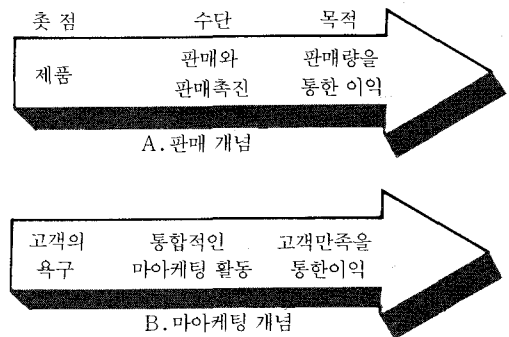 촛 점 수단 목적
제품 판매와 판매량을
판매촉진 통한 이익
A.판매 개념
고객의 통합적인 고객만족을
욕구 마아케팅 활동 통한이익
B.마아케팅 개념